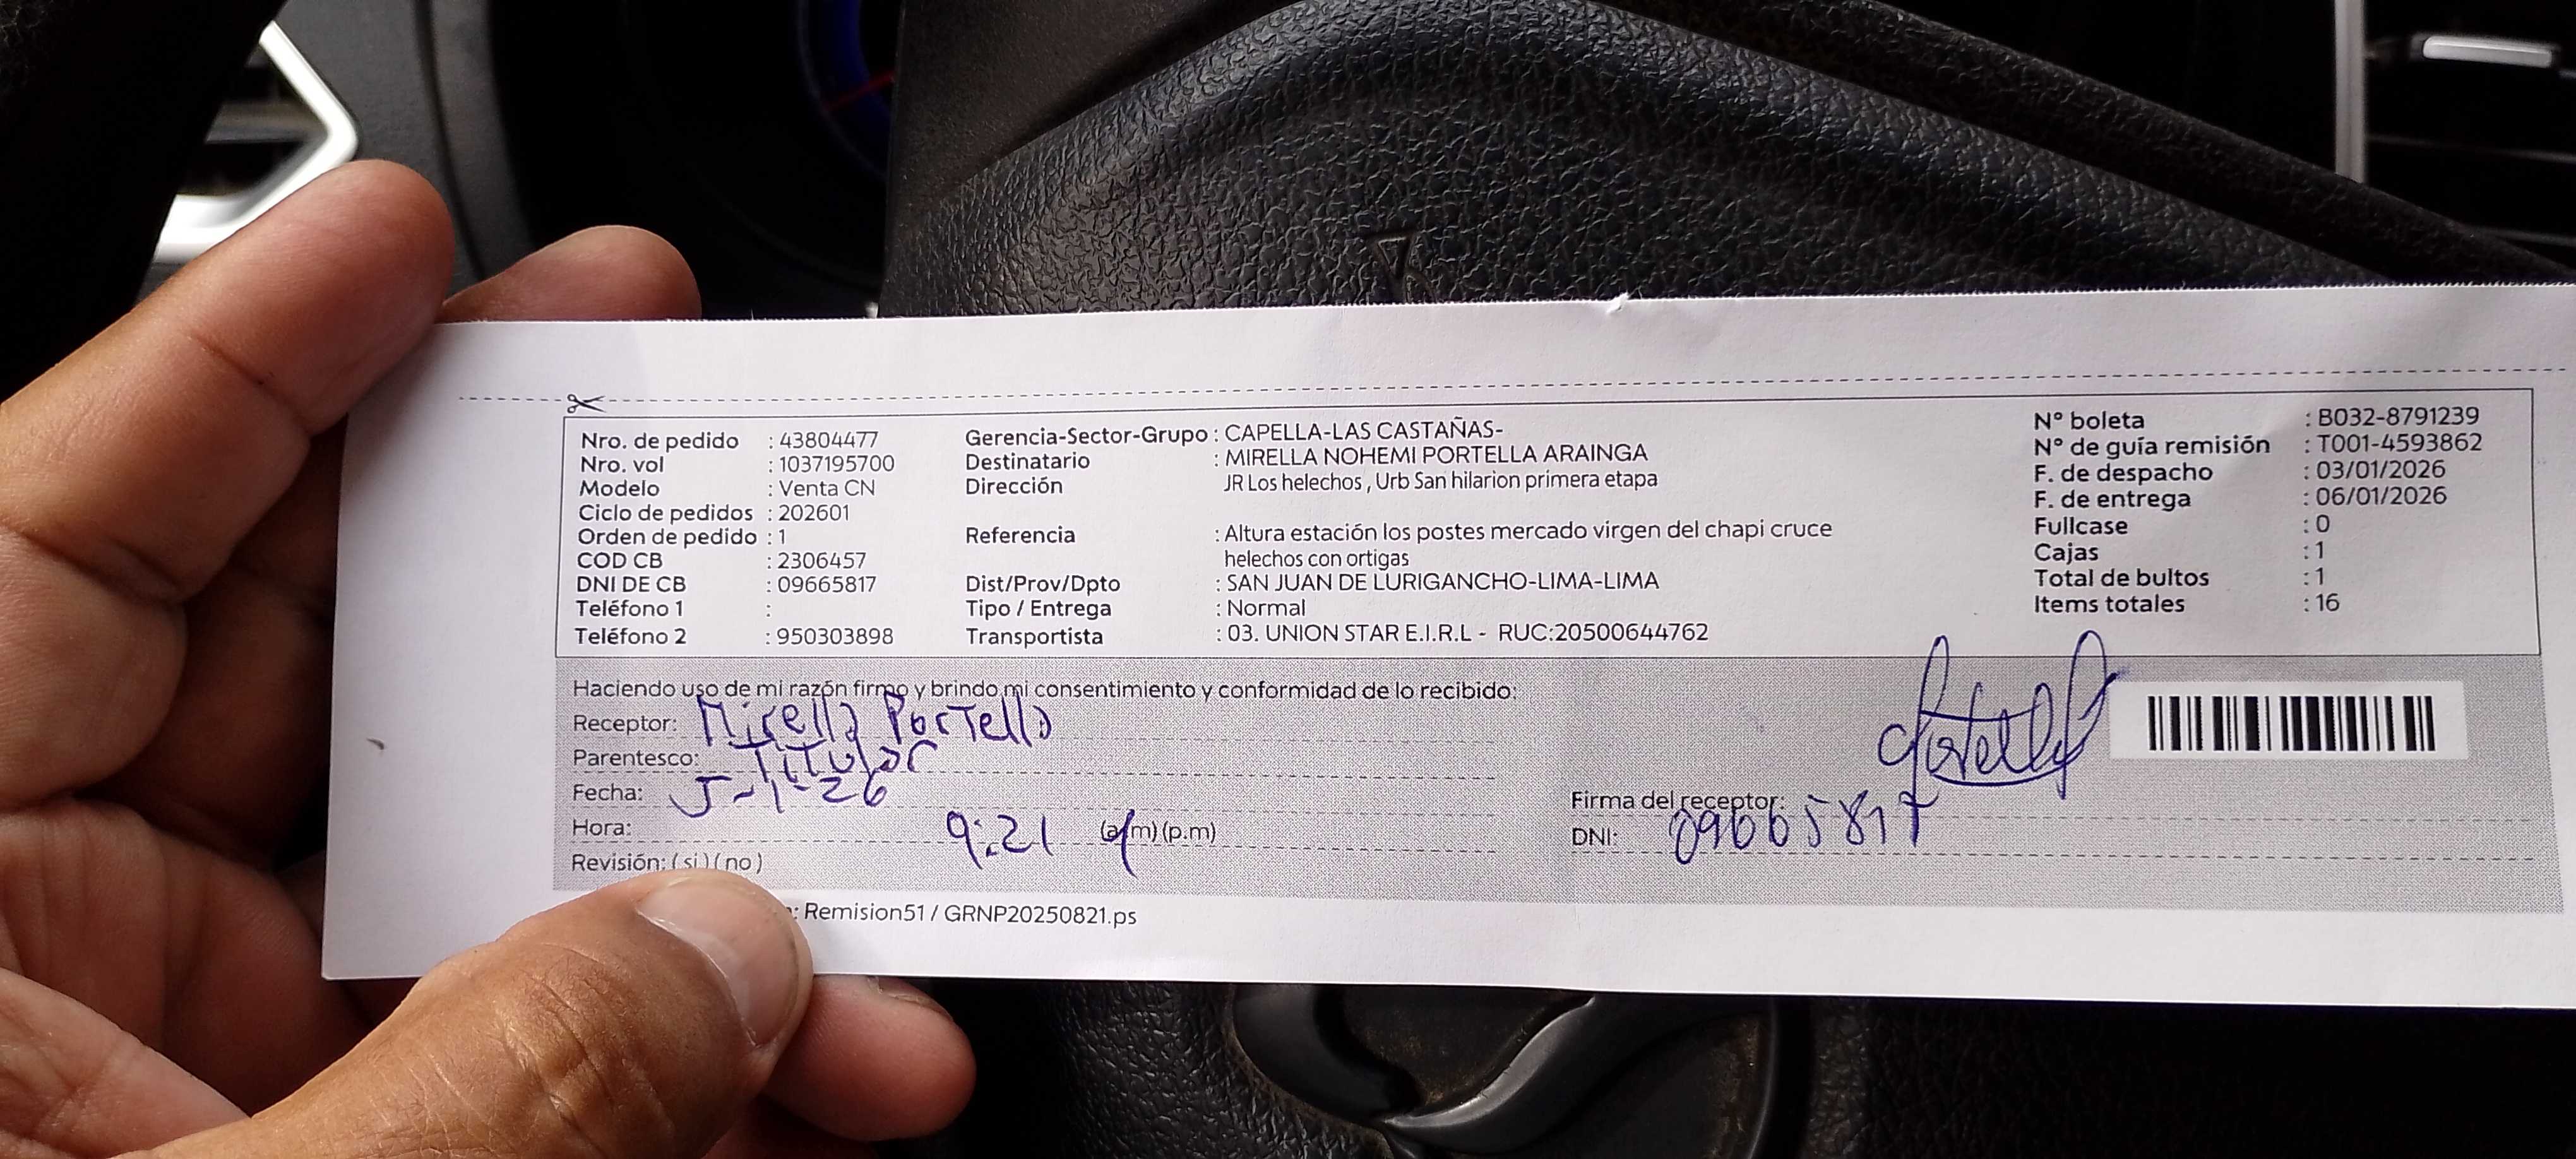 Nro. de pedido : 43804477
Nro. vol : 1037195700
Modelo : Venta CN
Ciclo de pedidos : 202601
Orden de pedido : 1
COD CB : 2306457
DNI DE CB : 09665817
Teléfono 1 :
Teléfono 2 : 950303898
Gerencia-Sector-Grupo : CAPELLA-LAS CASTAÑAS-
Destinatario : MIRELLA NOHEMI PORTELLA ARAINGA
Dirección JR Los helechos , Urb San hilarion primera etapa
Referencia : Altura estación los postes mercado virgen del chapi cruce
helechos con ortigas
Dist/Prov/Dpto : SAN JUAN DE LURIGANCHO-LIMA-LIMA
Tipo / Entrega : Normal
Transportista : 03. UNION STAR E.I.R.L - RUC:20500644762
N° boleta : B032-8791239
N° de guía remisión : T001-4593862
F. de despacho : 03/01/2026
F. de entrega : 06/01/2026
Fullcase : 0
Cajas : 1
Total de bultos : 1
Items totales : 16
Haciendo uso de mi razón firmo y brindo mi consentimiento y conformidad de lo recibido:
Receptor: Mirella Portella
Parentesco: Titular
Fecha: 5-1-26
Hora: 9:21 (a.m) (p.m)
Revisión: ( si ) ( no )
Portella
Firma del receptor:
DNI: 09665817
: Remision51 / GRNP20250821.ps